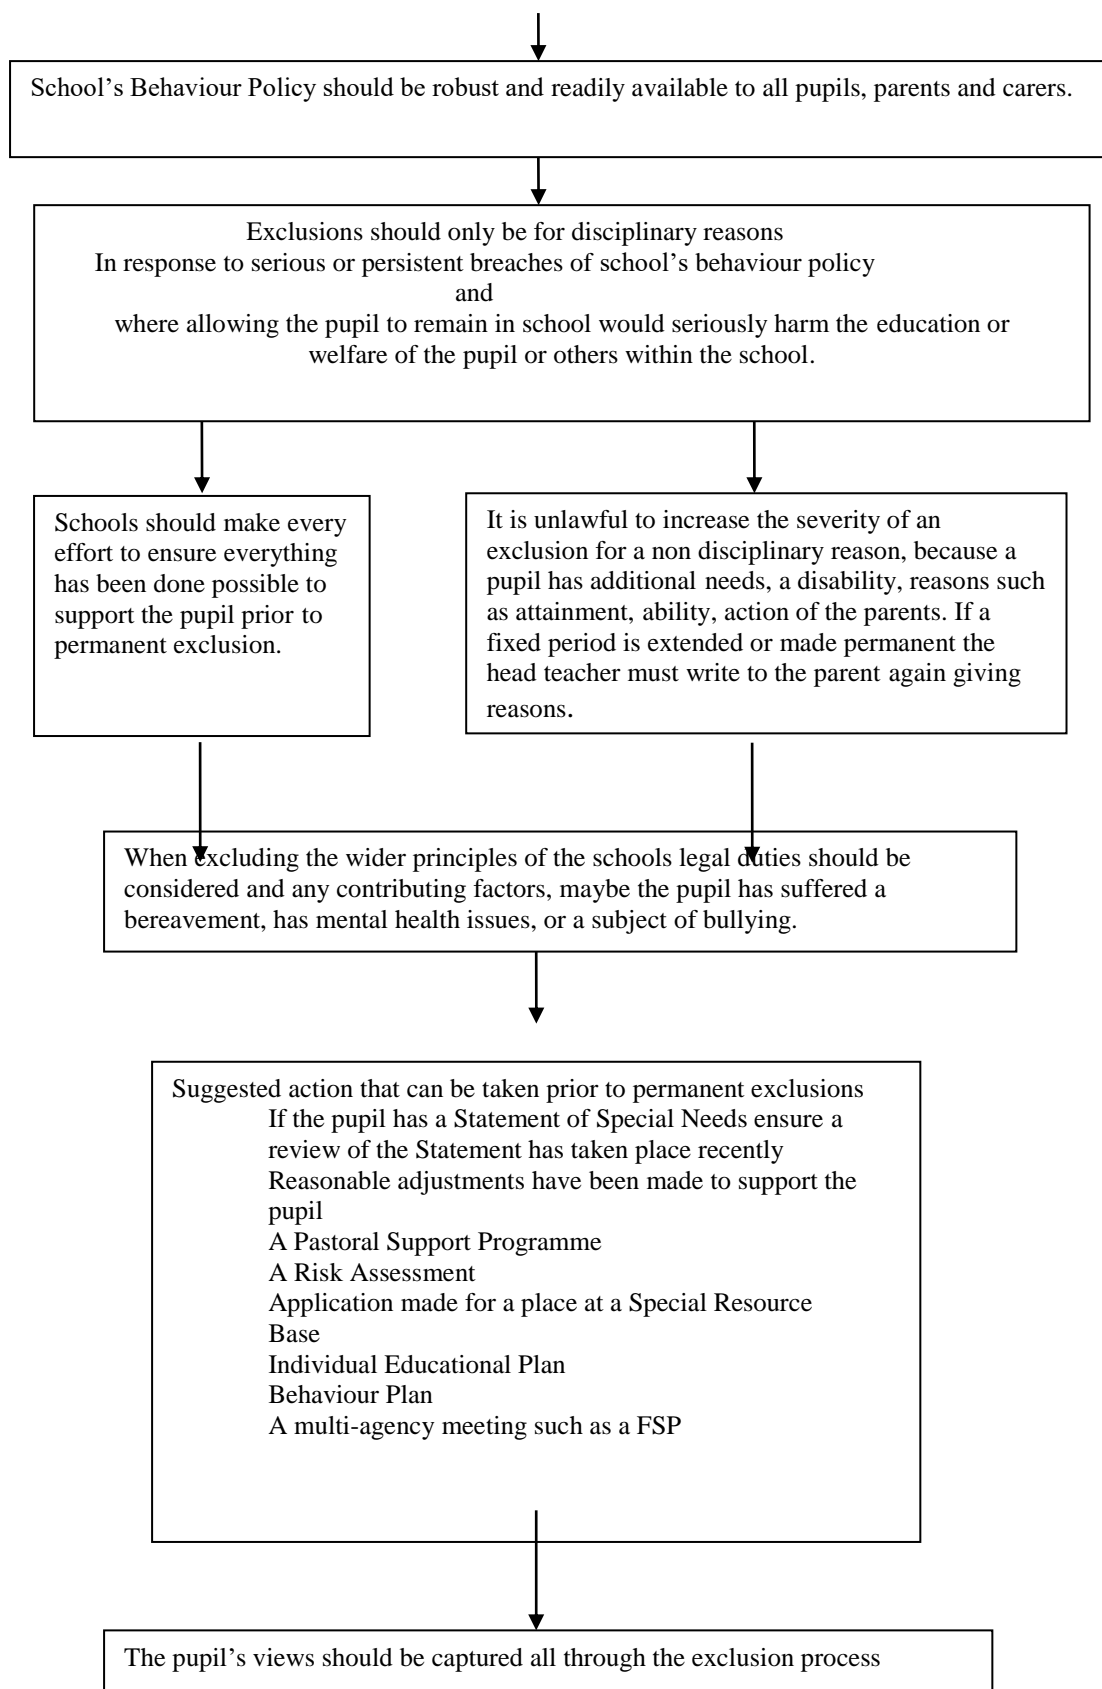 School’s Behaviour Policy should be robust and readily available to all pupils, parents and carers.
Exclusions should only be for disciplinary reasons
In response to serious or persistent breaches of school’s behaviour policy
and
where allowing the pupil to remain in school would seriously harm the education or
welfare of the pupil or others within the school.
Schools should make every
effort to ensure everything
has been done possible to
support the pupil prior to
permanent exclusion.
It is unlawful to increase the severity of an
exclusion for a non disciplinary reason, because a
pupil has additional needs, a disability, reasons such
as attainment, ability, action of the parents. If a
fixed period is extended or made permanent the
head teacher must write to the parent again giving
reasons.
When excluding the wider principles of the schools legal duties should be
considered and any contributing factors, maybe the pupil has suffered a
bereavement, has mental health issues, or a subject of bullying.
Suggested action that can be taken prior to permanent exclusions
If the pupil has a Statement of Special Needs ensure a
review of the Statement has taken place recently
Reasonable adjustments have been made to support the
pupil
A Pastoral Support Programme
A Risk Assessment
Application made for a place at a Special Resource
Base
Individual Educational Plan
Behaviour Plan
A multi-agency meeting such as a FSP
The pupil’s views should be captured all through the exclusion process